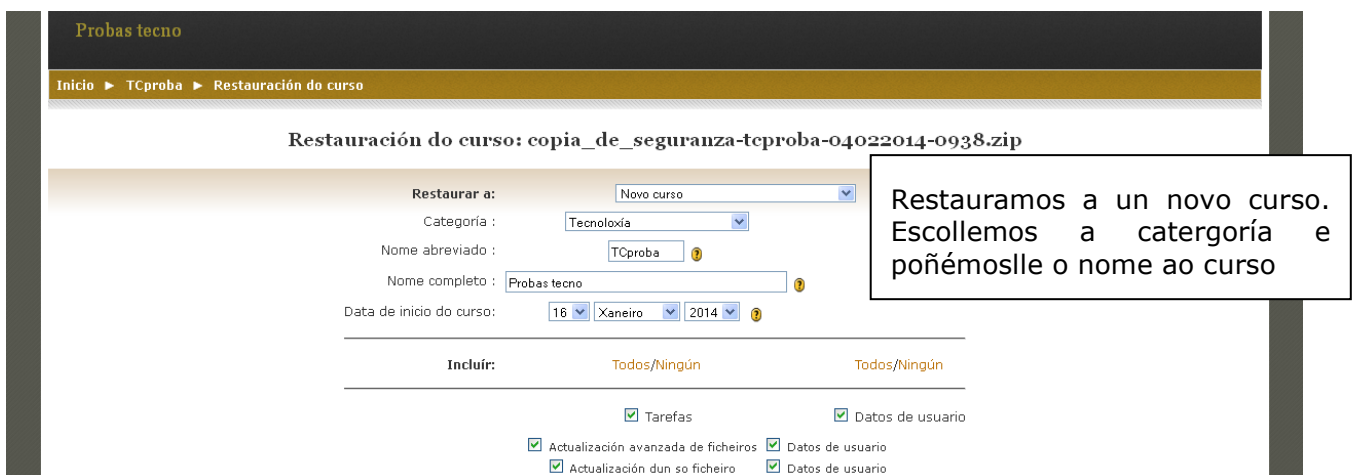 Probas tecno
Inicio ► TCproba ► Restauración do curso
Restauración do curso: copia_de_seguranza-tcproba-04022014-0938.zip
Restaurar a: Novo curso
Categoría : Tecnoloxía
Nome abreviado : TCproba
Nome completo : Probas tecno
Data de inicio do curso: 16 Xaneiro 2014
Restauramos a un novo curso.
Escollemos a catergoría e
poñémoslle o nome ao curso
Incluír: Todos/Ningún Todos/Ningún
Tarefas Datos de usuario
Actualización avanzada de ficheiros Datos de usuario
Actualización dun so ficheiro Datos de usuario